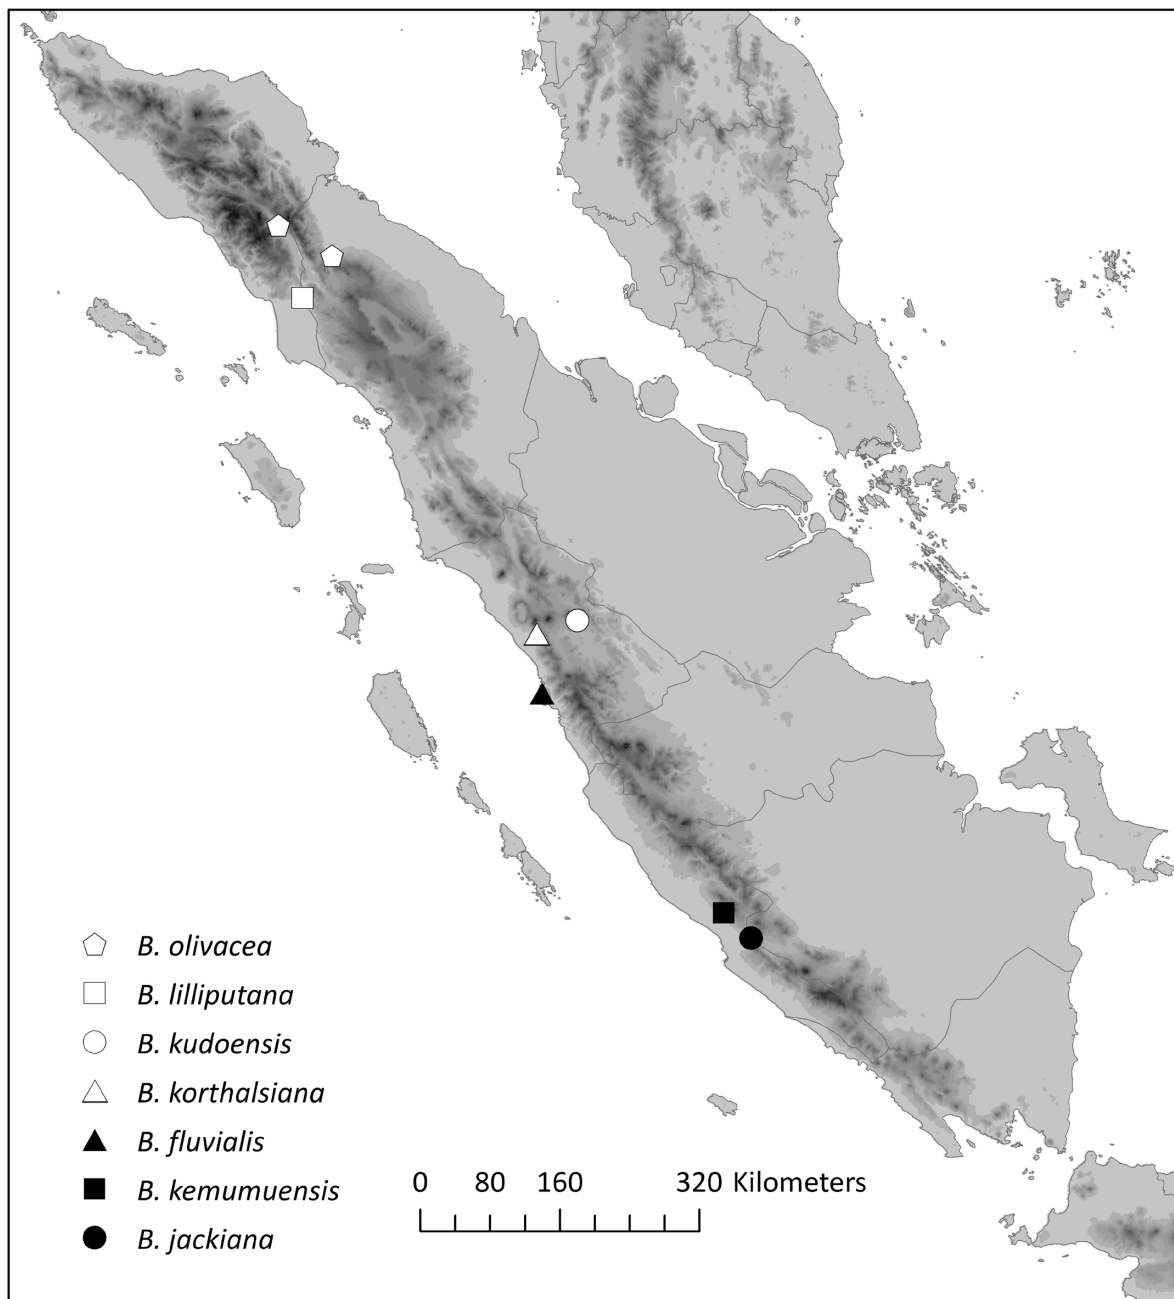 B. olivacea
B. lilliputana
B. kudoensis
B. korthalsiana
B. fluvialis
B. kemumuensis
B. jackiana
0 80 160 320 Kilometers